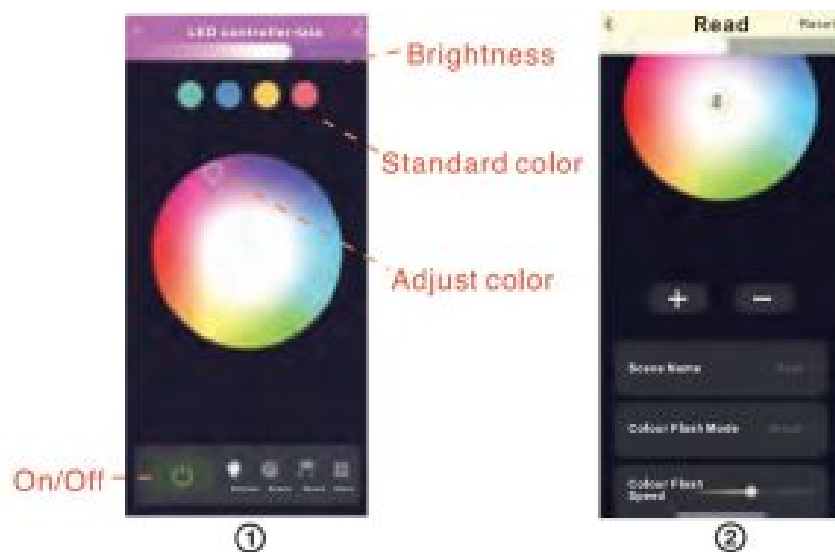 LED controller
Brightness
Standard color
Adjust color
On/Off
①
Read
Reset
+
−
Scene Name
Colour Flash Mode
Colour Flash
Speed
②